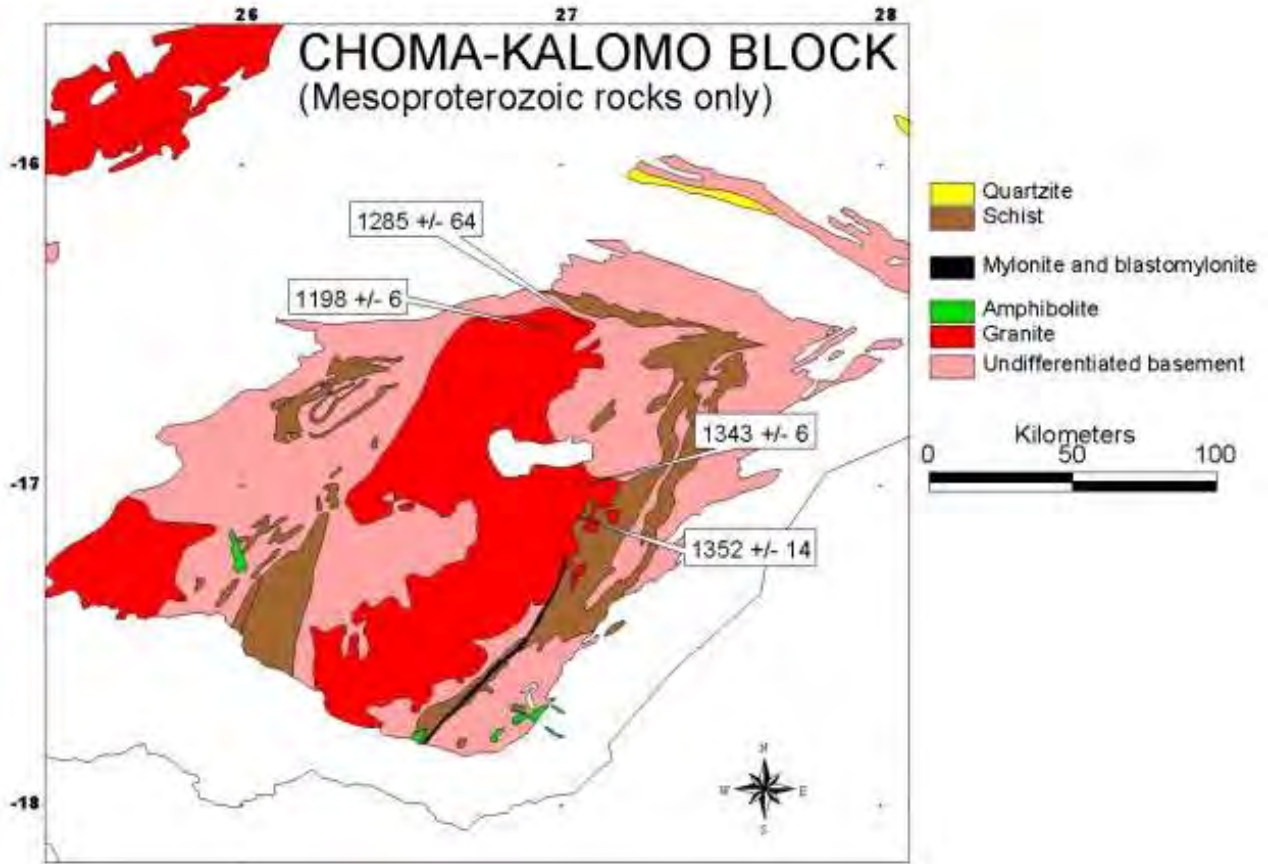 26 27 28
CHOMA-KALOMO BLOCK
(Mesoproterozoic rocks only)
-16
1285 +/- 64
1198 +/- 6
1343 +/- 6
-17
1352 +/- 14
-18
N
W E
S
Quartzite
Schist
Mylonite and blastomylonite
Amphibolite
Granite
Undifferentiated basement
Kilometers
0 50 100